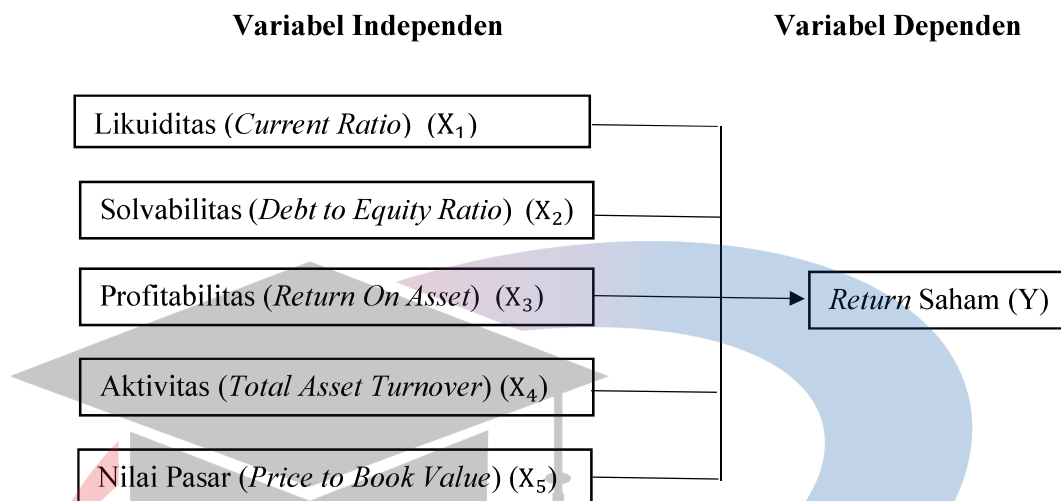 Variabel Independen
Variabel Dependen
Likuiditas (Current Ratio) (X₁)
Solvabilitas (Debt to Equity Ratio) (X₂)
Profitabilitas (Return On Asset) (X₃)
Return Saham (Y)
Aktivitas (Total Asset Turnover) (X₄)
Nilai Pasar (Price to Book Value) (X₅)